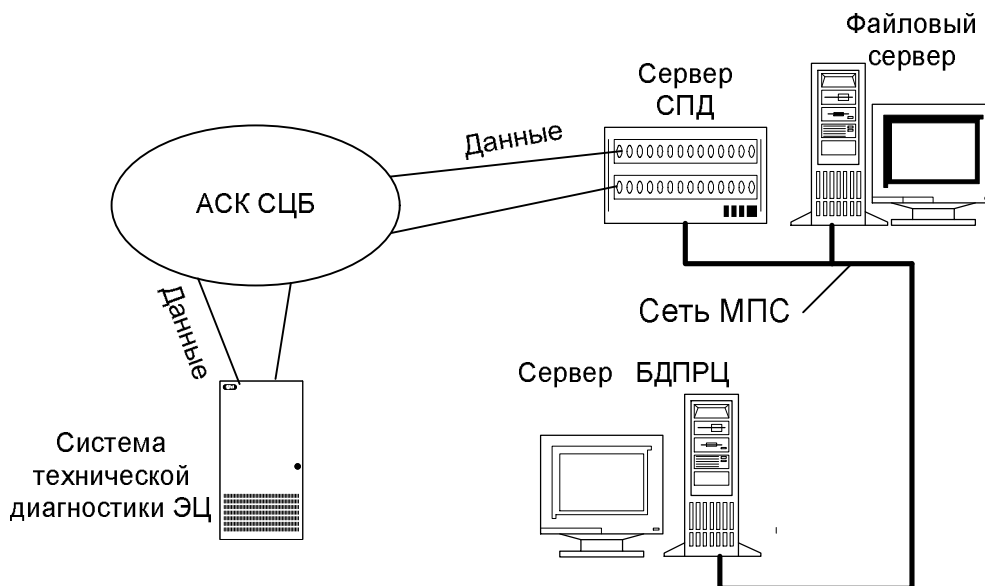 Файловый
сервер
Сервер
СПД
Данные
АСК СЦБ
Сеть МПС
Данные
Сервер БДПРЦ
Система
технической
диагностики ЭЦ